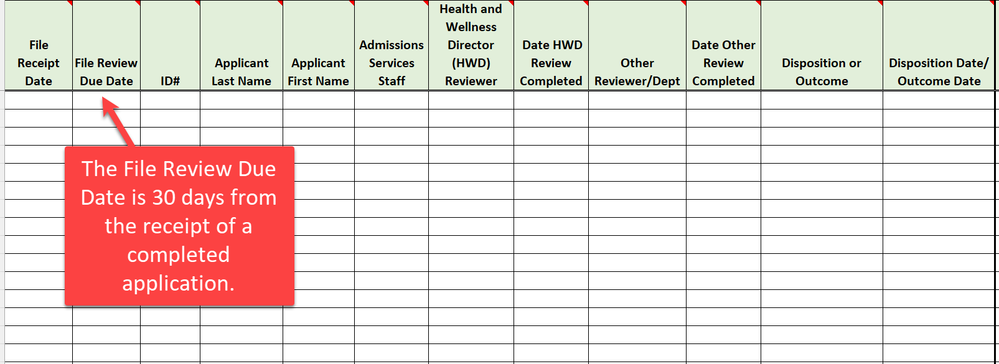 File
Receipt
Date
File Review
Due Date
ID#
Applicant
Last Name
Applicant
First Name
Admissions
Services
Staff
Health and
Wellness
Director
(HWD)
Reviewer
Date HWD
Review
Completed
Other
Reviewer/Dept
Date Other
Review
Completed
Disposition or
Outcome
Disposition Date/
Outcome Date
The File Review Due
Date is 30 days from
the receipt of a
completed
application.